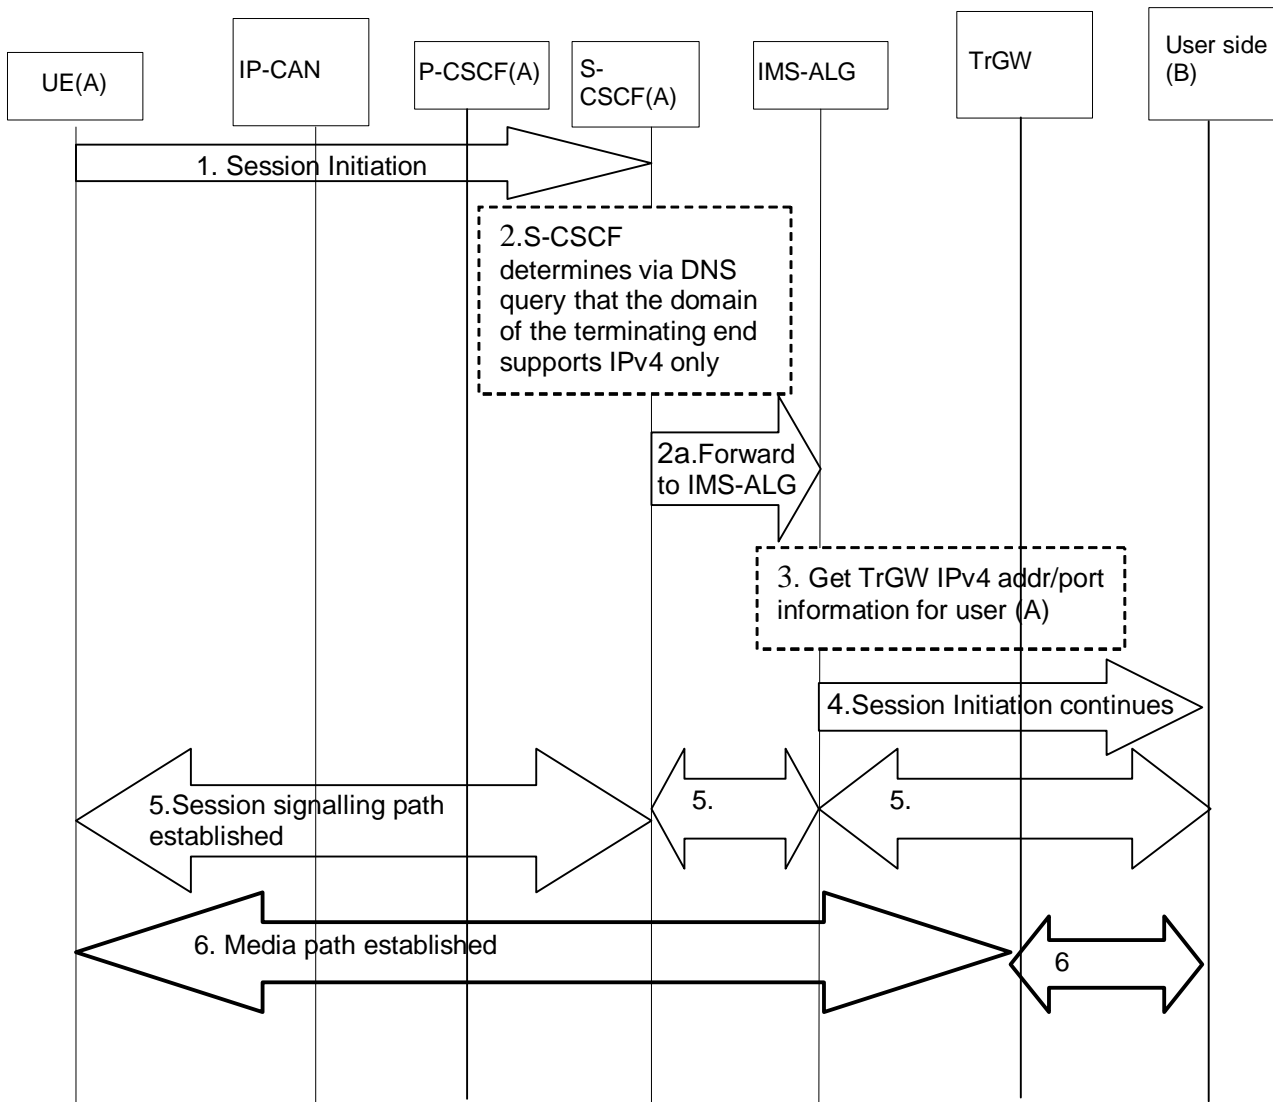 UE(A)
IP-CAN
P-CSCF(A)
S-
CSCF(A)
IMS-ALG
TrGW
User side
(B)
1. Session Initiation
2.S-CSCF
determines via DNS
query that the domain
of the terminating end
supports IPv4 only
2a.Forward
to IMS-ALG
3. Get TrGW IPv4 addr/port
information for user (A)
4.Session Initiation continues
5.Session signalling path
established
5.
5.
6. Media path established
6